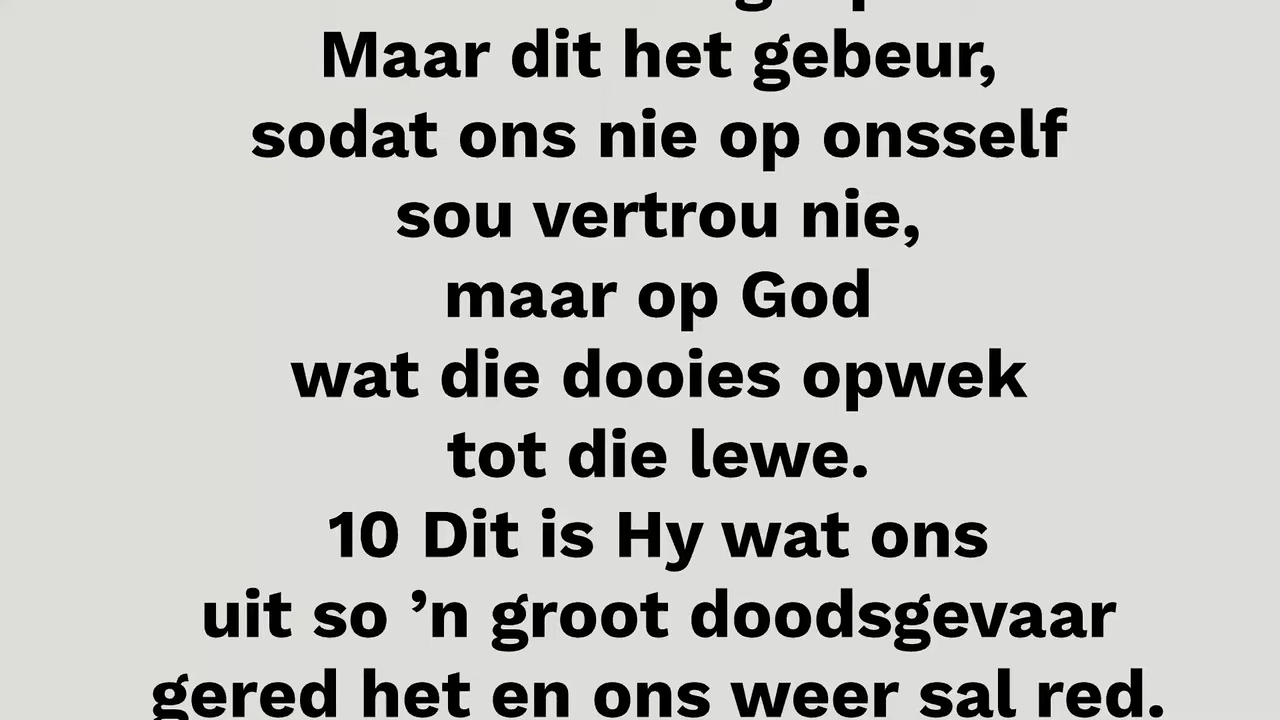 Maar dit het gebeur,
sodat ons nie op onsself
sou vertrou nie,
maar op God
wat die dooies opwek
tot die lewe.
10 Dit is Hy wat ons
uit so ’n groot doodsgevaar
gered het en ons weer sal red.